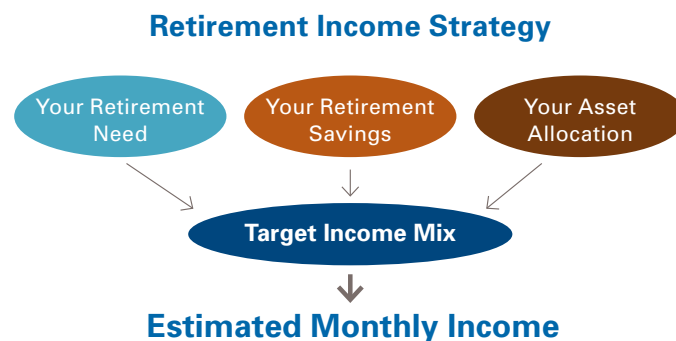 Retirement Income Strategy
Your Retirement
Need
Your Retirement
Savings
Your Asset
Allocation
Target Income Mix
Estimated Monthly Income